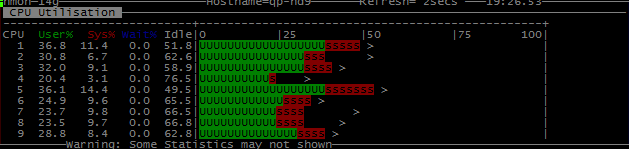 nmon-14g Hostname=qp-hd9 Refresh= 2secs 19:26.53
CPU Utilisation
CPU User% Sys% Wait% Idle|0 |25 |50 |75 100|
1 36.8 11.4 0.0 51.8|UUUUUUUUUUUUUUUUUUsssss >
2 30.8 6.7 0.0 62.6|UUUUUUUUUUUUUUUsss >
3 32.0 9.1 0.0 58.9|UUUUUUUUUUUUUUUssss >
4 20.4 3.1 0.0 76.5|UUUUUUUUUUs >
5 36.1 14.4 0.0 49.5|UUUUUUUUUUUUUUUUUUsssssss >
6 24.9 9.6 0.0 65.5|UUUUUUUUUUUUssss >
7 23.7 9.8 0.0 66.5|UUUUUUUUUUUssss >
8 23.5 9.7 0.0 66.8|UUUUUUUUUUUssss >
9 28.8 8.4 0.0 62.8|UUUUUUUUUUUUUUssss >
Warning: Some Statistics may not shown